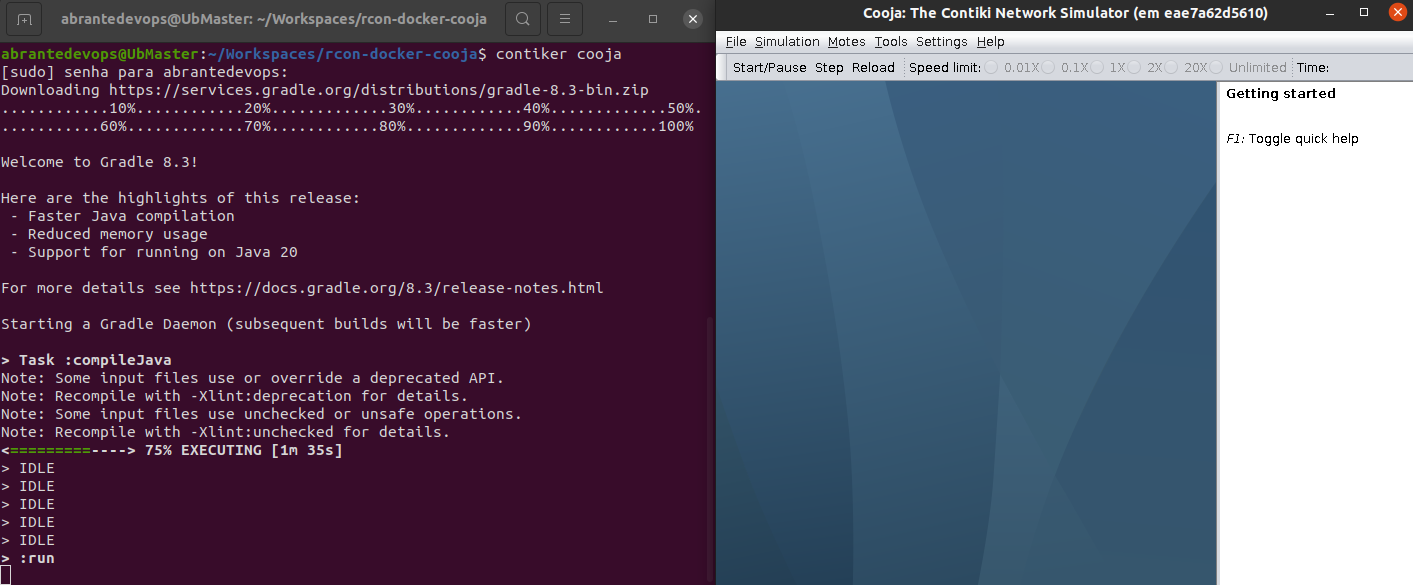 abrantedevops@UbMaster: ~/Workspaces/rcon-docker-cooja
abrantedevops@UbMaster:~/Workspaces/rcon-docker-cooja$ contiker cooja
[sudo] senha para abrantedevops:
Downloading https://services.gradle.org/distributions/gradle-8.3-bin.zip
............10%............20%.............30%............40%.............50%.
...........60%............70%............80%.............90%............100%
Welcome to Gradle 8.3!
Here are the highlights of this release:
- Faster Java compilation
- Reduced memory usage
- Support for running on Java 20
For more details see https://docs.gradle.org/8.3/release-notes.html
Starting a Gradle Daemon (subsequent builds will be faster)
> Task :compileJava
Note: Some input files use or override a deprecated API.
Note: Recompile with -Xlint:deprecation for details.
Note: Some input files use unchecked or unsafe operations.
Note: Recompile with -Xlint:unchecked for details.
<=========----> 75% EXECUTING [1m 35s]
> IDLE
> IDLE
> IDLE
> IDLE
> IDLE
> :run
Cooja: The Contiki Network Simulator (em eae7a62d5610)
File Simulation Motes Tools Settings Help
Start/Pause Step Reload Speed limit: 0.01X 0.1X 1X 2X 20X Unlimited Time:
Getting started
F1: Toggle quick help